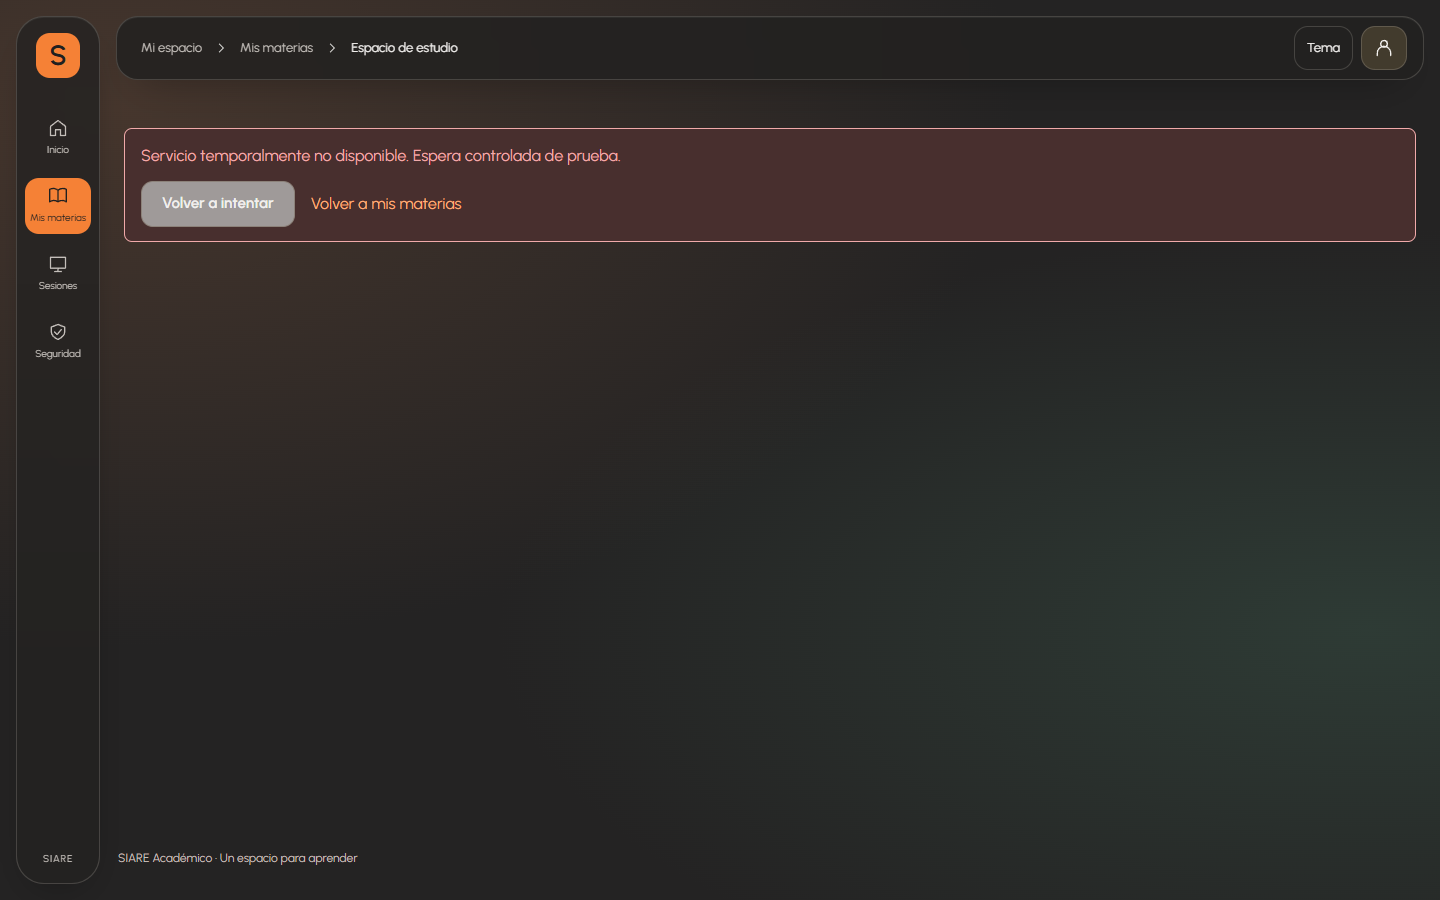 S
Mi espacio > Mis materias > Espacio de estudio
Tema
Inicio
Mis materias
Sesiones
Seguridad
Servicio temporalmente no disponible. Espera controlada de prueba.
Volver a intentar
Volver a mis materias
SIARE
SIARE Académico · Un espacio para aprender